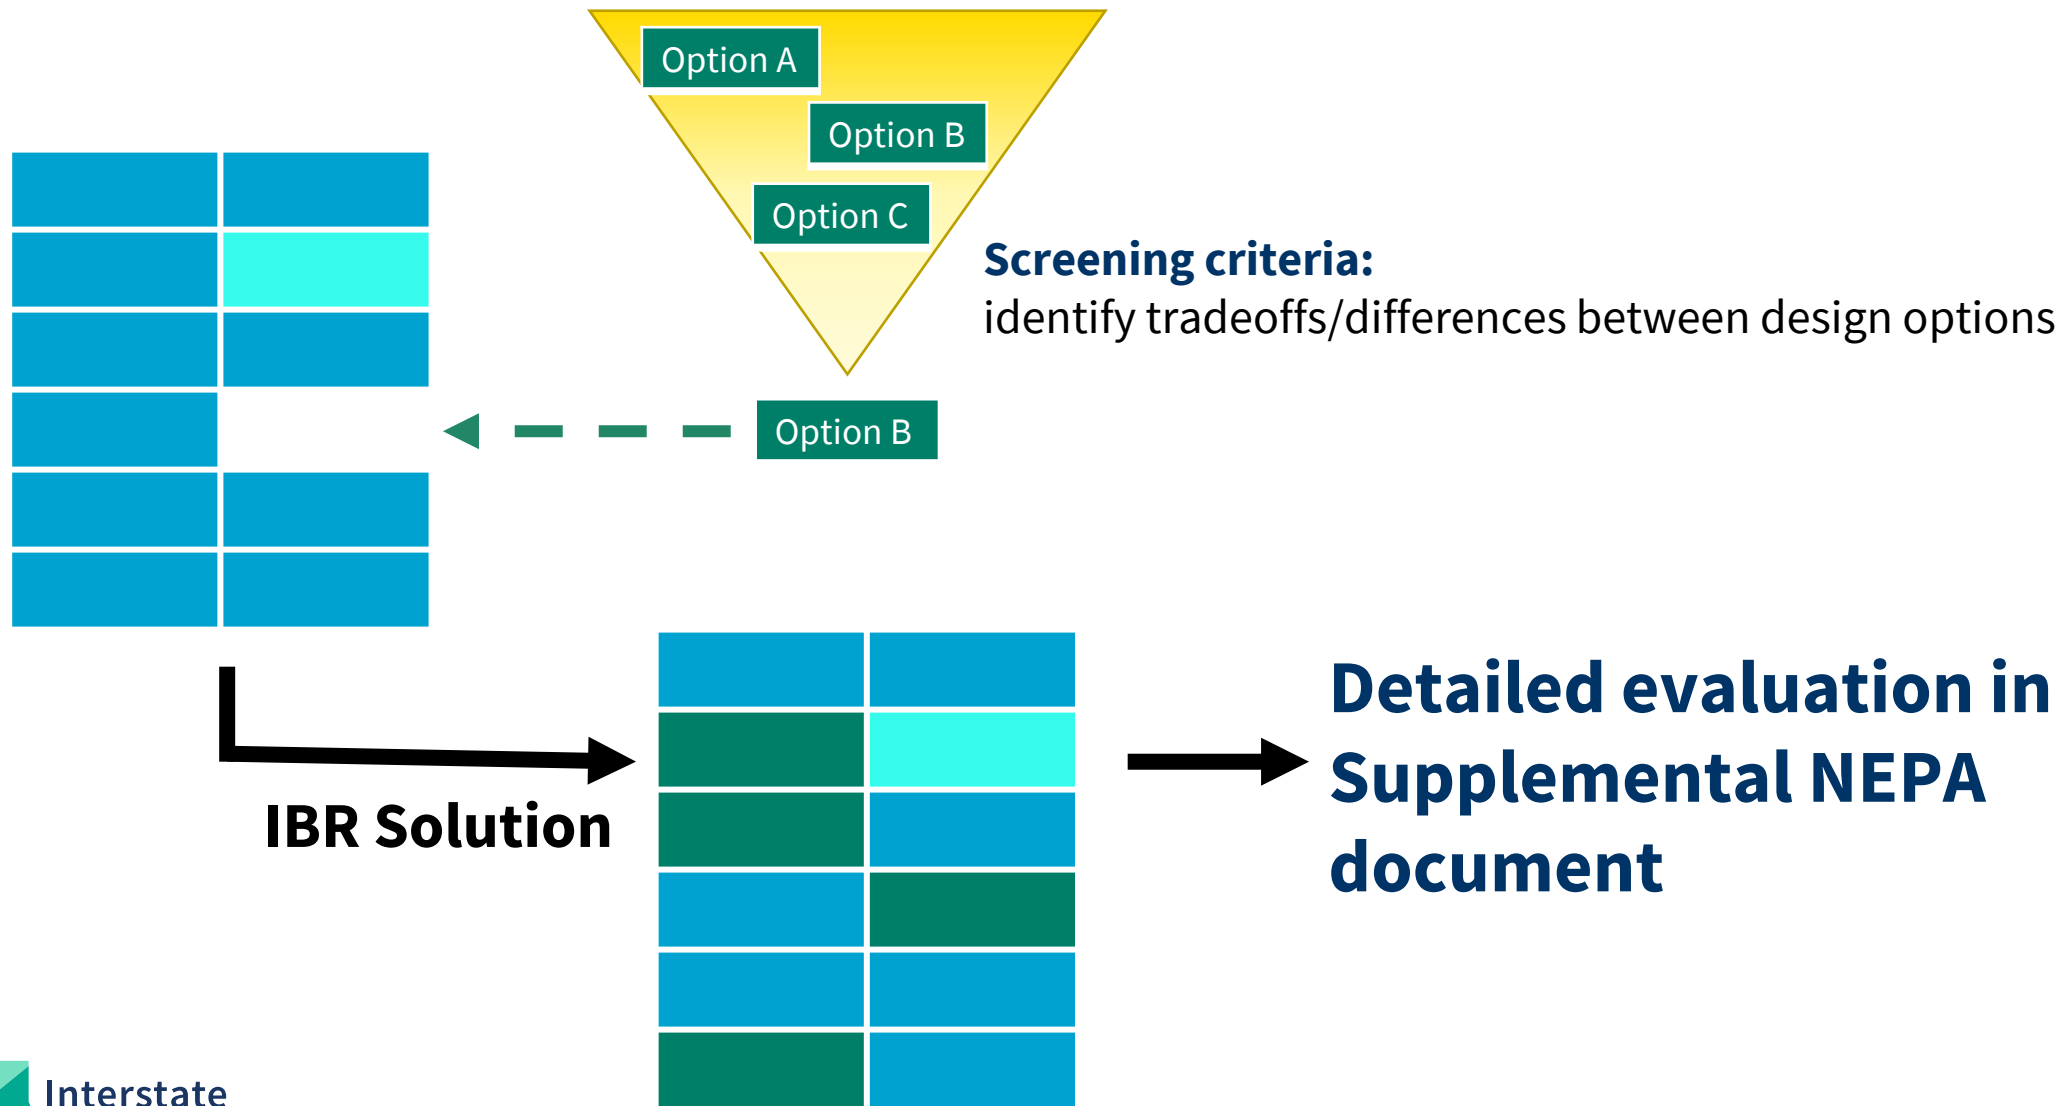 Option A
Option B
Option C
Screening criteria:
identify tradeoffs/differences between design options
Option B
IBR Solution
Detailed evaluation in
Supplemental NEPA
document
Interstate